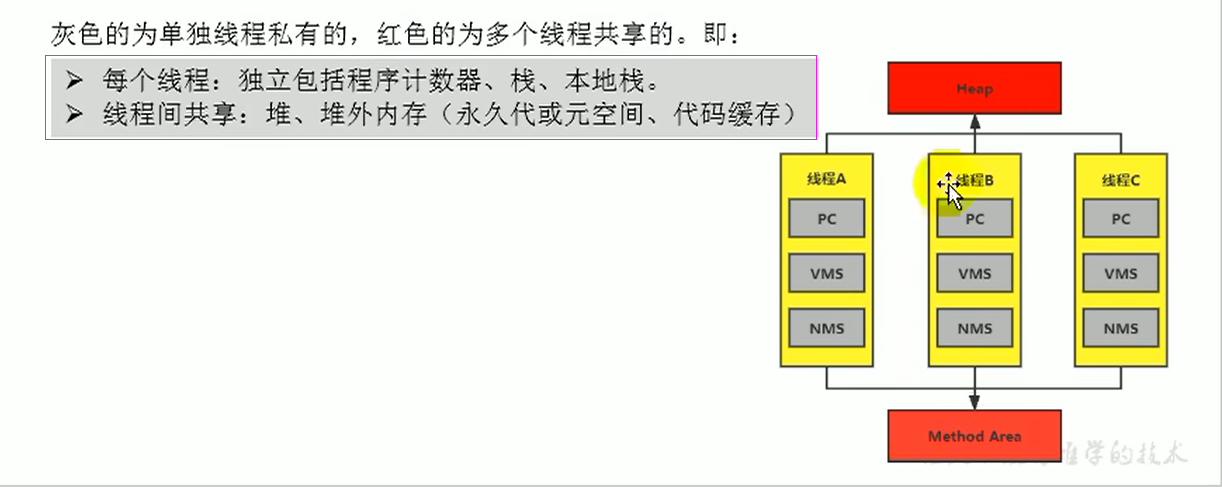 灰色的为单独线程私有的，红色的为多个线程共享的。即：
➢ 每个线程：独立包括程序计数器、栈、本地栈。
➢ 线程间共享：堆、堆外内存（永久代或元空间、代码缓存）
Heap
线程A 线程B 线程C
PC PC PC
VMS VMS VMS
NMS NMS NMS
Method Area
学的技术